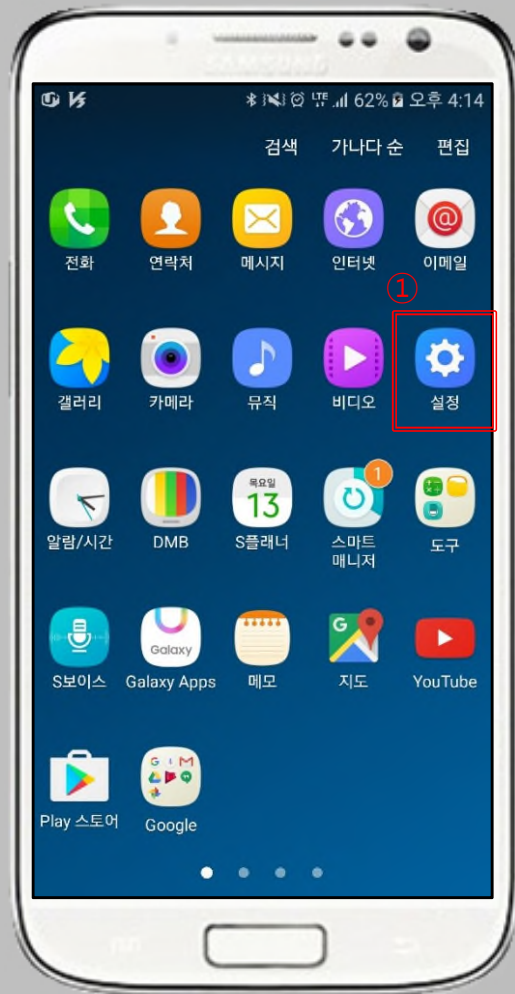 62% 오후 4:14
검색 가나다 순 편집
전화 연락처 메시지 인터넷 이메일
①
갤러리 카메라 뮤직 비디오 설정
목요일
13
1
알람/시간 DMB S플래너 스마트 매니저 도구
Galaxy
G
S보이스 Galaxy Apps 메모 지도 YouTube
Play 스토어 Google